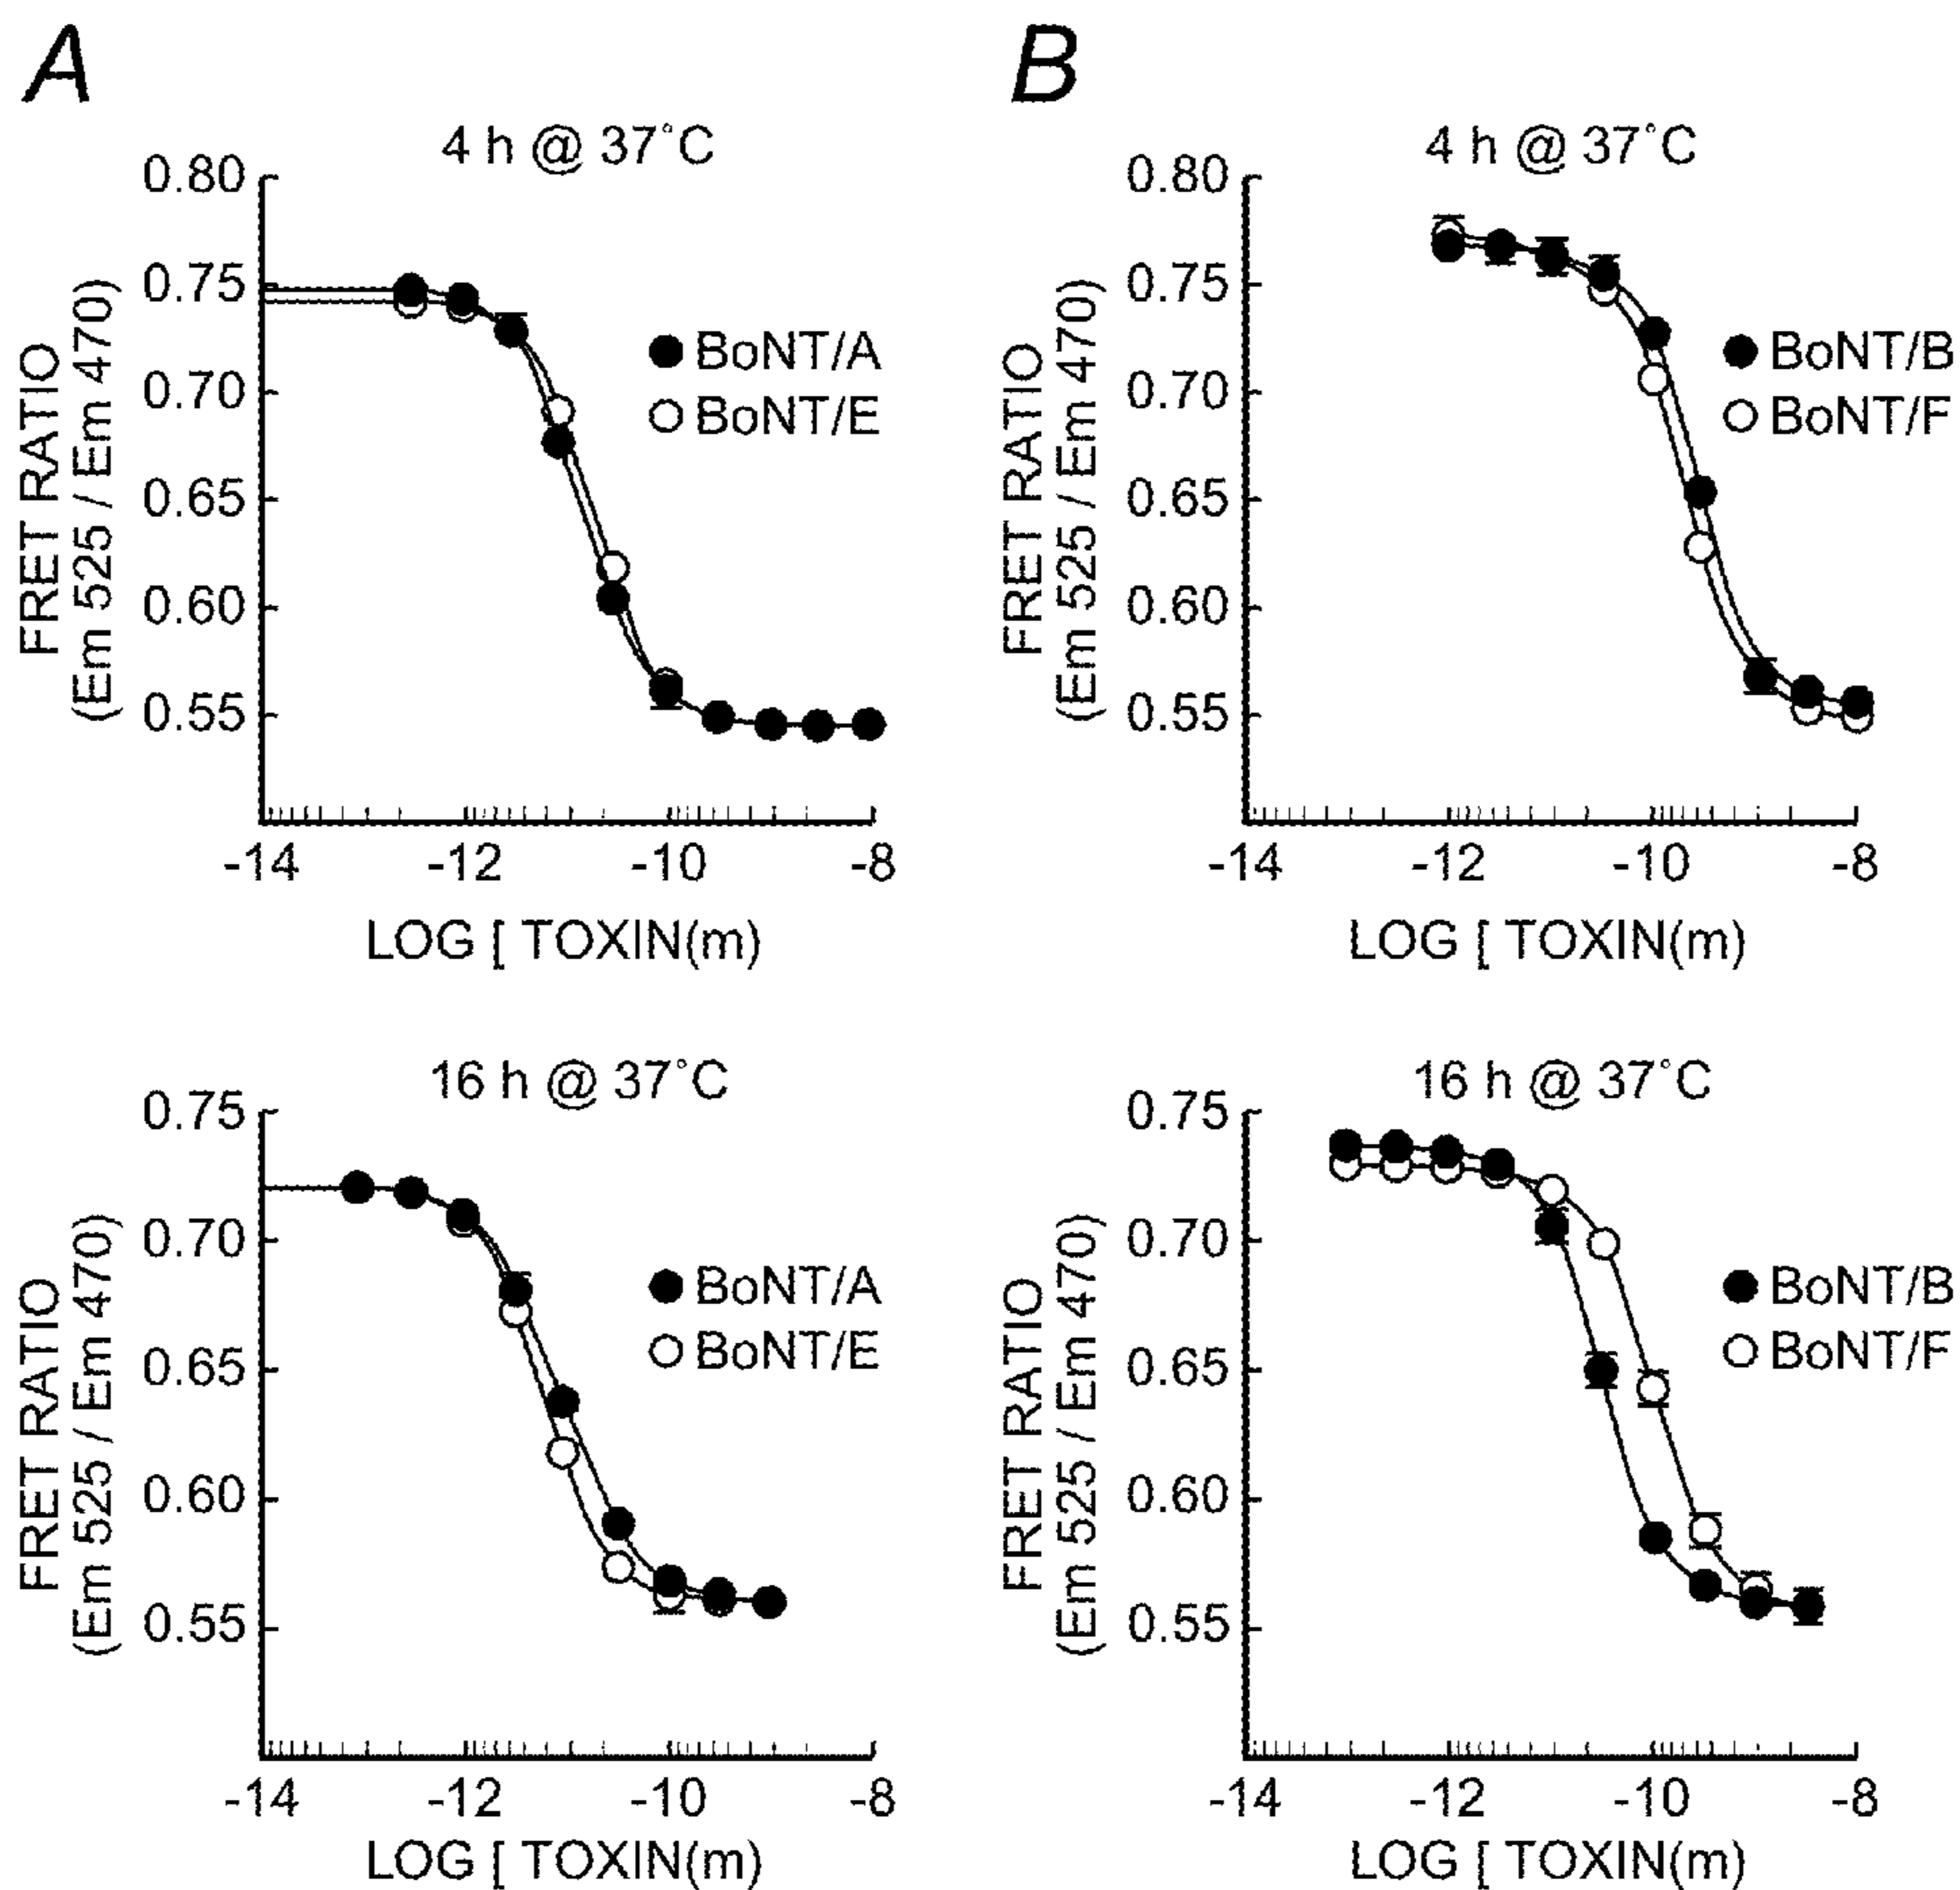 A
4 h @ 37°C
0.80
0.75
0.70
0.65
0.60
0.55
FRET RATIO
(Em 525 / Em 470)
BoNT/A
BoNT/E
-14 -12 -10 -8
LOG [ TOXIN(m)
B
4 h @ 37°C
0.80
0.75
0.70
0.65
0.60
0.55
FRET RATIO
(Em 525 / Em 470)
BoNT/B
BoNT/F
-14 -12 -10 -8
LOG [ TOXIN(m)
16 h @ 37°C
0.75
0.70
0.65
0.60
0.55
FRET RATIO
(Em 525 / Em 470)
BoNT/A
BoNT/E
-14 -12 -10 -8
LOG [ TOXIN(m)
16 h @ 37°C
0.75
0.70
0.65
0.60
0.55
FRET RATIO
(Em 525 / Em 470)
BoNT/B
BoNT/F
-14 -12 -10 -8
LOG [ TOXIN(m)